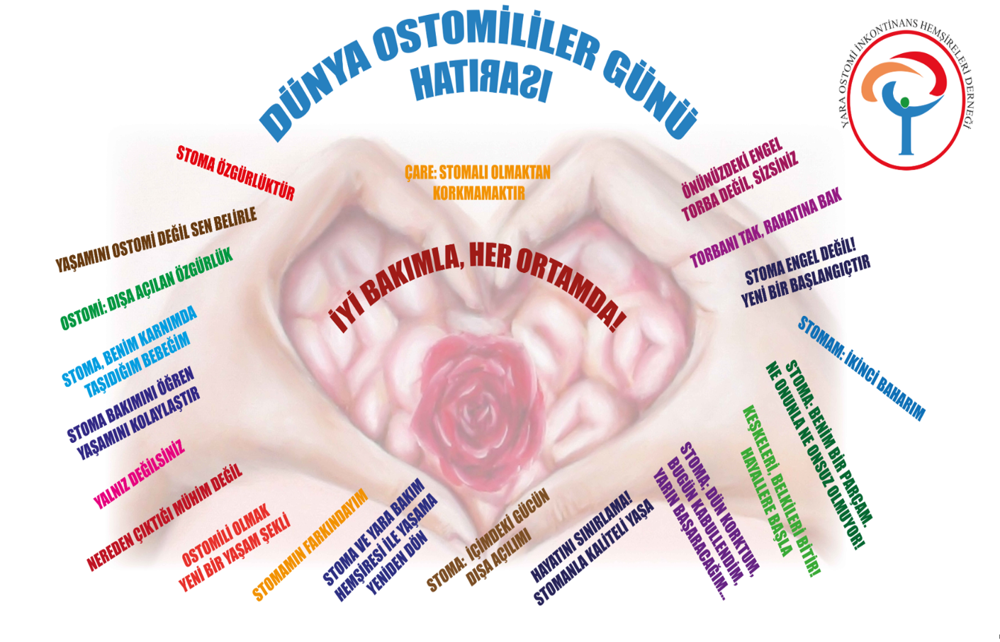 DÜNYA OSTOMİLİLER GÜNÜ
HATIRASI
YARA OSTOMİ İNKONTİNANS HEMŞİRELERİ DERNEĞİ
STOMA ÖZGÜRLÜKTÜR
ÇARE: STOMALI OLMAKTAN
KORKMAMAKTIR
ÖNÜNÜZDEKİ ENGEL
TORBA DEĞİL, SİZSİNİZ
YAŞAMINI OSTOMİ DEĞİL SEN BELİRLE
TORBANI TAK, RAHATINA BAK
OSTOMİ: DIŞA AÇILAN ÖZGÜRLÜK
İYİ BAKIMLA, HER ORTAMDA!
STOMA ENGEL DEĞİL!
YENİ BİR BAŞLANGIÇTIR
STOMA, BENİM KARNIMDA
TAŞIDIĞIM BEBEĞİM
STOMAM: İKİNCİ BAHARIM
STOMA BAKIMINI ÖĞREN
YAŞAMINI KOLAYLAŞTIR
STOMA: BENİM BİR PARÇAM.
NE ONUNLA NE ONSUZ OLMUYOR!
YALNIZ DEĞİLSİNİZ
KEŞKELERİ, BELKİLERİ BİTİR!
HAYALLERE BAŞLA
NEREDEN ÇIKTIĞI MÜHİM DEĞİL
STOMA; DÜN KORKTUM,
BUGÜN KABULLENDİM,
YARIN BAŞARACAĞIM...
OSTOMİLİ OLMAK
YENİ BİR YAŞAM ŞEKLİ
STOMAMIN FARKINDAYIM
STOMA VE YARA BAKIM
HEMŞİRESİ İLE YAŞAMA
YENİDEN DÖN
STOMA: İÇİMDEKİ GÜCÜN
DIŞA AÇILIMI
HAYATINI SINIRLAMA!
STOMANLA KALİTELİ YAŞA